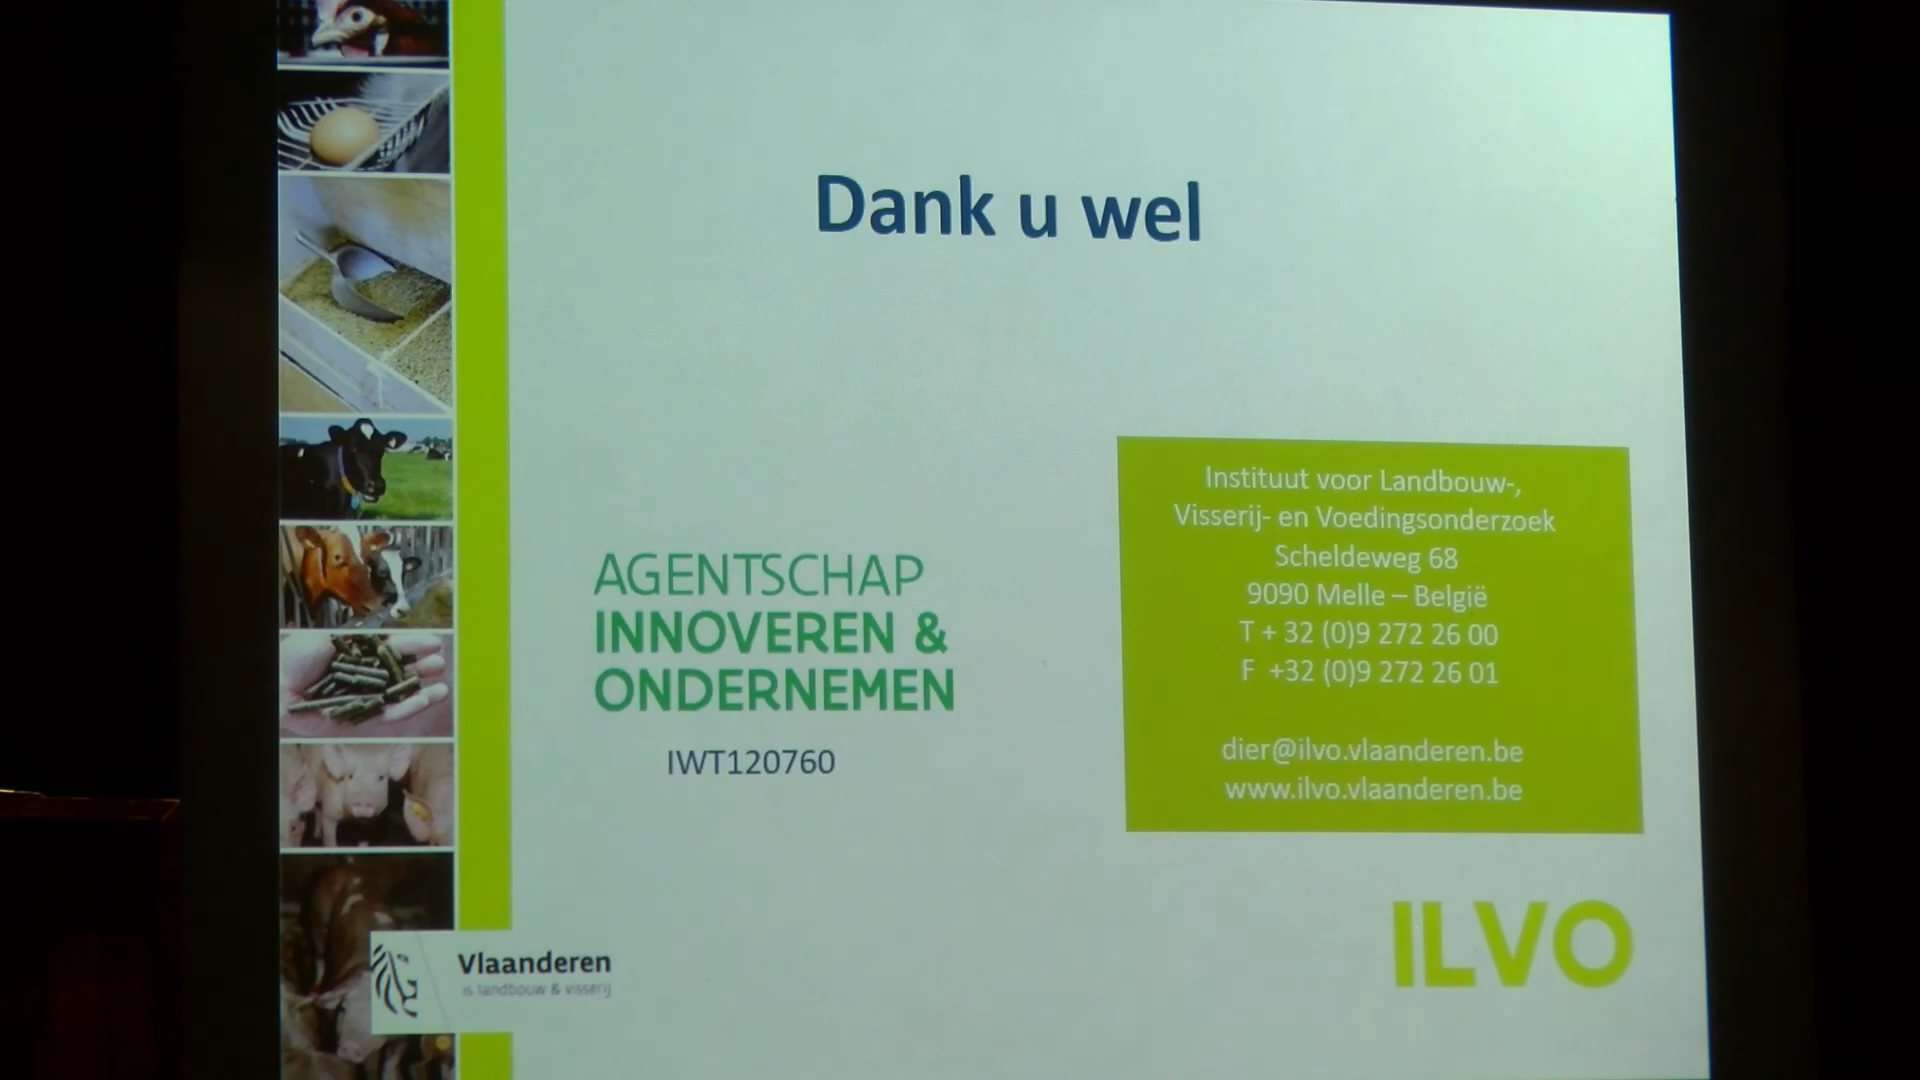 Dank u wel
AGENTSCHAP
INNOVEREN &
ONDERNEMEN
IWT120760
Instituut voor Landbouw-,
Visserij- en Voedingsonderzoek
Scheldeweg 68
9090 Melle – België
T + 32 (0)9 272 26 00
F +32 (0)9 272 26 01
dier@ilvo.vlaanderen.be
www.ilvo.vlaanderen.be
Vlaanderen
is landbouw & visserij
ILVO